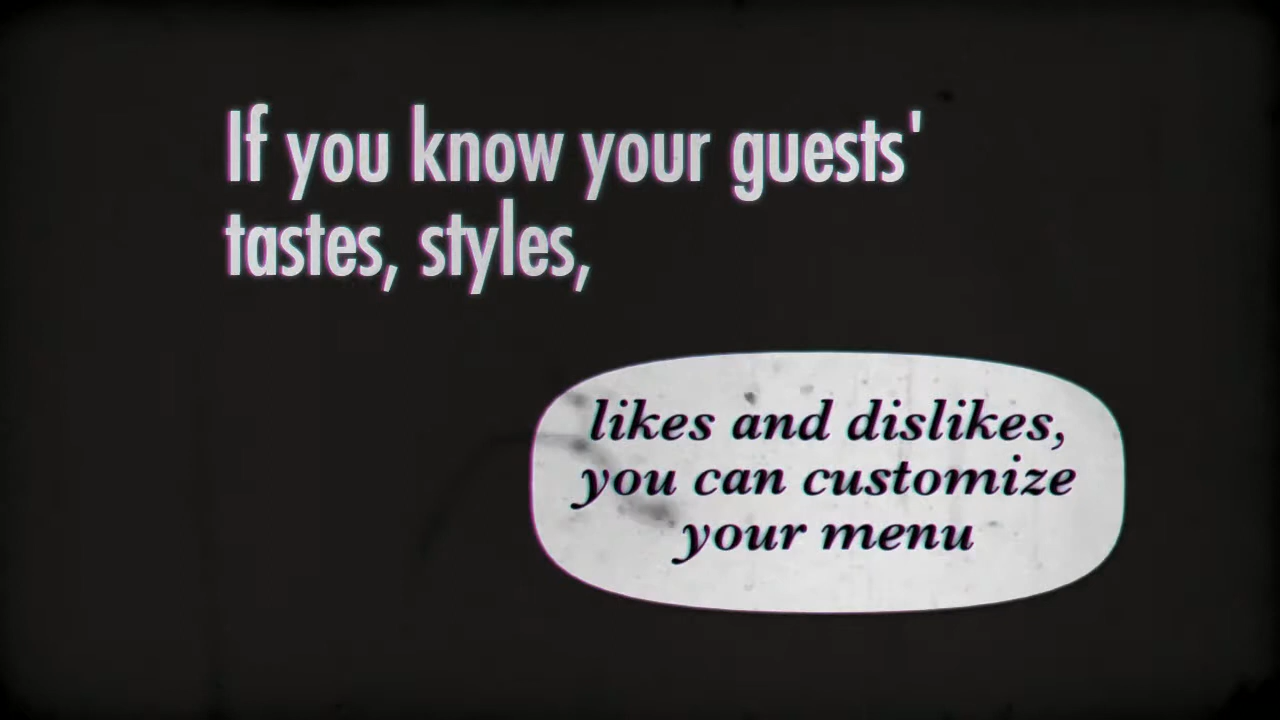 If you know your guests'
tastes, styles,
likes and dislikes,
you can customize
your menu